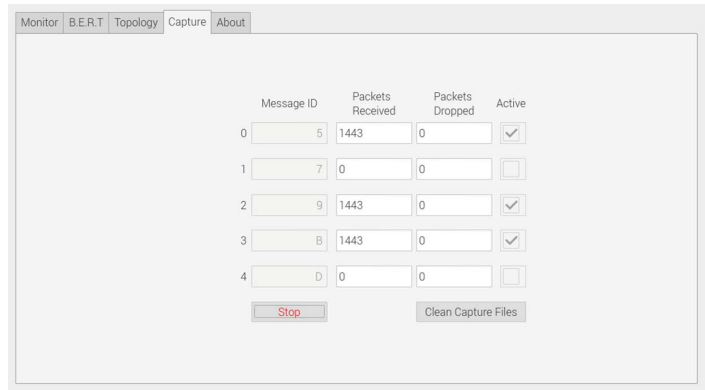 Monitor B.E.R.T Topology Capture About
Message ID Packets Received Packets Dropped Active
0 5 1443 0
1 7 0 0
2 9 1443 0
3 B 1443 0
4 D 0 0
Stop Clean Capture Files